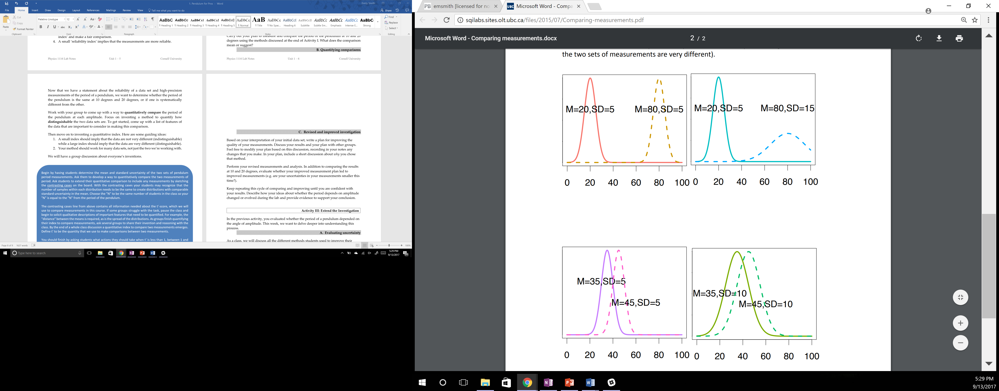 1. Pendulum for Pros - Word
Emily Smith
File Home Insert Draw Design Layout References Mailings Review View Tell me what you want to do
Share
Cut
Copy
Format Painter
Paste
Clipboard
Palatino Linotype 12
Font
Paragraph
AaBbC AaBbCc AaBbCcI AaBbCcI AaBbCcD AaBbCc AaB AaBbCc AaBbCcI AaBbCcD AaBbCc AaBbCc AaBbCc AaBbC
Heading 1 Heading 2 Heading 3 Heading 4 Heading 5 Normal Title No Spac... Heading 6 Subtitle Subtle Em... Emphasis Intense E... Strong
Styles
Find
Replace
Select
Editing
index' and make a fair comparison.
4. A small 'reliability index' implies that the measurements are more reliable.
Physics 1116 Lab Notes Unit 1 – 5 Cornell University
Carry out your plan to measure and compare the period of the pendulum at 10 and 20
degrees using the methods discussed at the end of Activity I. What does the comparison
mean or suggest?
B. Quantifying comparisons
Physics 1116 Lab Notes Unit 1 – 6 Cornell University
Now that we have a statement about the reliability of a data set and high-precision
measurements of the period of a pendulum, we want to determine whether the period of
the pendulum is the same at 10 degrees and 20 degrees, or if one is systematically
different from the other.
Work with your group to come up with a way to quantitatively compare the period of
the pendulum at each amplitude. Focus on inventing a method to quantify how
distinguishable the two data sets are. To get started, come up with a list of features of
the data that are important to consider in making this comparison.
Then move on to inventing a quantitative index. Here are some guiding ideas:
1. A small index should imply that the data are not very different (indistinguishable)
while a large index should imply that the data are very different (distinguishable).
2. Your method should work for many data sets, not just the two we're working with.
We will have a group discussion about everyone's inventions.
Begin by having students determine the mean and standard uncertainty of the two sets of pendulum
period measurements. Ask them to develop a way to quantitatively compare the two measurements of
period. Ask students to extend their quantitative comparison to include any measurements by sketching
the contrasting cases on the board. With the contrasting cases your students may recognize that the
number of samples within each distribution needs to be the same to create distributions with comparable
standard uncertainty in the mean. Choose the "N" to be the same number of students in the class so your
"N" is equal to the "N" from the period of the pendulum.
The contrasting cases line from above contains all information needed about the t'-score, which we will
use to compare measurements in this course. If some groups struggle with the task, pause the class and
begin to solicit qualitative descriptions of important features that need to be quantified. For example, the
"distance" between the means is required, as is the spread of the distributions. As groups finish quantifying
their index to compare measurements, ask several groups to share their invention and reasoning with the
class. By the end of a whole class discussion a quantitative index to compare two measurements emerges.
Define t' to be the quantity that we use to make comparisons between two measurements.
You should finish by asking students what actions they should take when t' is less than 1, between 1 and
C. Revised and improved investigation
Based on your interpretation of your initial data set, write a plan for improving the
quality of your measurements. Discuss your results and your plan with other groups.
Feel free to modify your plan based on this discussion, recording in your notes any
changes that you make. In your plan, include a short discussion about why you chose
that method.
Perform your revised measurements and analysis. In addition to comparing the results
at 10 and 20 degrees, evaluate whether your improved measurement plan led to
improved measurements (e.g. are your uncertainties in your measurements smaller this
time?).
Keep repeating this cycle of comparing and improving until you are confident with
your results. Describe how your ideas about whether the period depends on amplitude
changed or evolved during the lab and provide evidence to support your conclusion.
Activity III: Extend the Investigation
In the previous activity, you evaluated whether the period of a pendulum depended on
the angle of amplitude. This week, we want to delve deeper into understanding this
process.
A. Evaluating uncertainty
As a class, we will discuss all the different methods students used to improve their
Page 8 of 9 1627 words
100%
Type here to search
5:29 PM
9/13/2017
20
PB emsmith [licensed for no
UBC Microsoft Word - Compa
sqilabs.sites.olt.ubc.ca/files/2015/07/Comparing-measurements.pdf
Microsoft Word - Comparing measurements.docx
2 / 2
the two sets of measurements are very different).
M=20,SD=5 M=80,SD=5
0 20 40 60 80 100
M=20,SD=5 M=80,SD=15
0 20 40 60 80 100
M=35,SD=5
M=45,SD=5
0 20 40 60 80 100
M=35,SD=10
M=45,SD=10
0 20 40 60 80 100
5:29 PM
9/13/2017